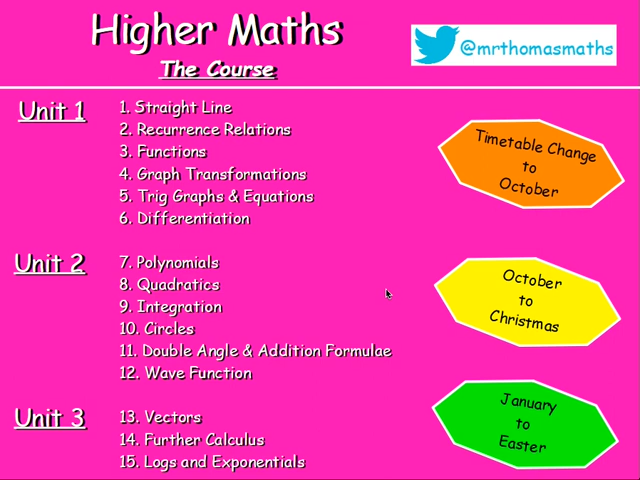 Higher Maths
The Course
@mrthomasmaths
Unit 1
1. Straight Line
2. Recurrence Relations
3. Functions
4. Graph Transformations
5. Trig Graphs & Equations
6. Differentiation
Timetable Change
to
October
Unit 2
7. Polynomials
8. Quadratics
9. Integration
10. Circles
11. Double Angle & Addition Formulae
12. Wave Function
October
to
Christmas
Unit 3
13. Vectors
14. Further Calculus
15. Logs and Exponentials
January
to
Easter